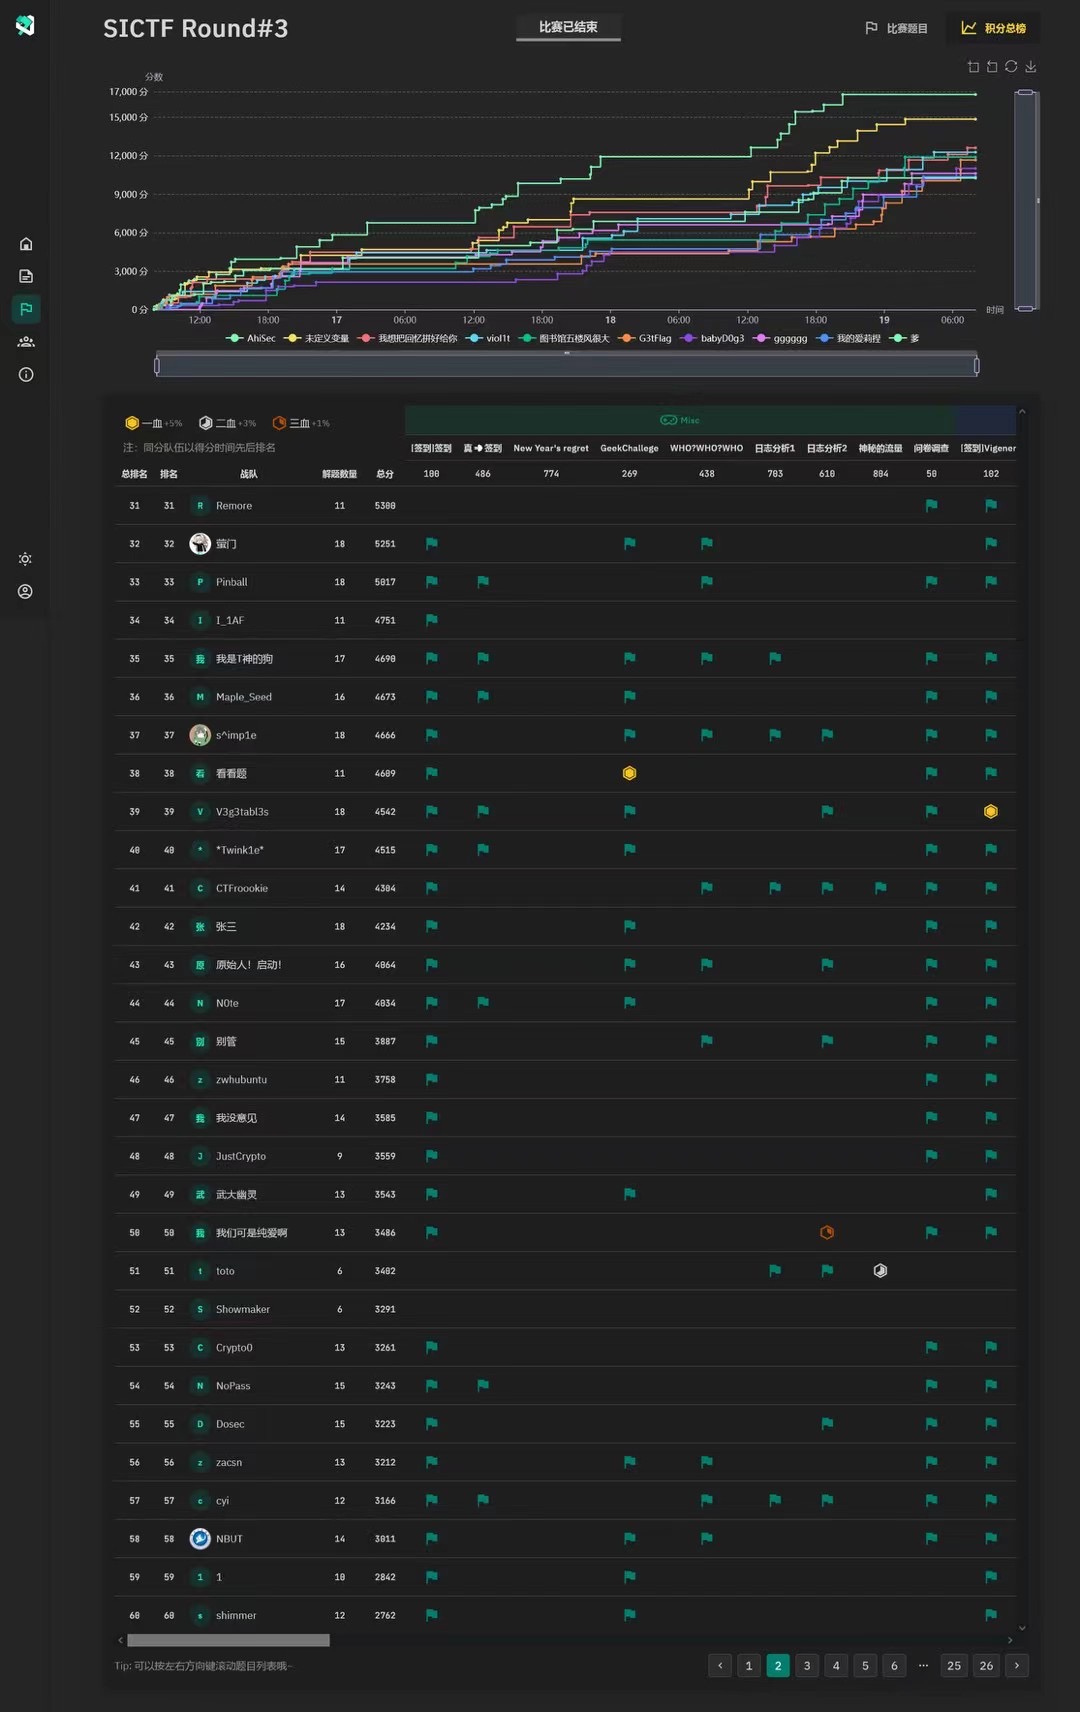 SICTF Round#3
比赛已结束
比赛题目
积分总榜
分数
17,000 分
15,000 分
12,000 分
9,000 分
6,000 分
3,000 分
0 分
时间
12:00 18:00 17 06:00 12:00 18:00 18 06:00 12:00 18:00 19 06:00
AhiSec 未定义变量 我想把回忆拼好给你 viol1t 图书馆五楼风很大 G3tFlag babyD0g3 gggggg 我的爱莉捏 爹
一血 +5% 二血 +3% 三血 +1%
Misc
注：同分队伍以得分时间先后排名
[签到]签到 真➜签到 New Year's regret GeekChallege WHO?WHO?WHO 日志分析1 日志分析2 神秘的流量 问卷调查 [签到]Vigener
总排名 排名 战队 解题数量 总分 100 486 774 269 438 703 610 804 50 102
31 31 R Remore 11 5300
32 32 萤门 18 5251
33 33 P Pinball 18 5017
34 34 I I_1AF 11 4751
35 35 我 我是T神的狗 17 4690
36 36 M Maple_Seed 16 4673
37 37 s^imp1e 18 4666
38 38 看 看看题 11 4609
39 39 V V3g3tabl3s 18 4542
40 40 * *Twink1e* 17 4515
41 41 C CTFroookie 14 4304
42 42 张 张三 18 4234
43 43 原 原始人！启动！ 16 4064
44 44 N N0te 17 4034
45 45 别 别管 15 3887
46 46 z zwhubuntu 11 3758
47 47 我 我没意见 14 3585
48 48 J JustCrypto 9 3559
49 49 武 武大幽灵 13 3543
50 50 我 我们可是纯爱啊 13 3486
51 51 t toto 6 3402
52 52 S Showmaker 6 3291
53 53 C Crypto0 13 3261
54 54 N NoPass 15 3243
55 55 D Dosec 15 3223
56 56 z zacsn 13 3212
57 57 c cyi 12 3166
58 58 NBUT 14 3011
59 59 1 1 10 2842
60 60 s shimmer 12 2762
Tip: 可以按左右方向键滚动题目列表哦~
1 2 3 4 5 6 ··· 25 26